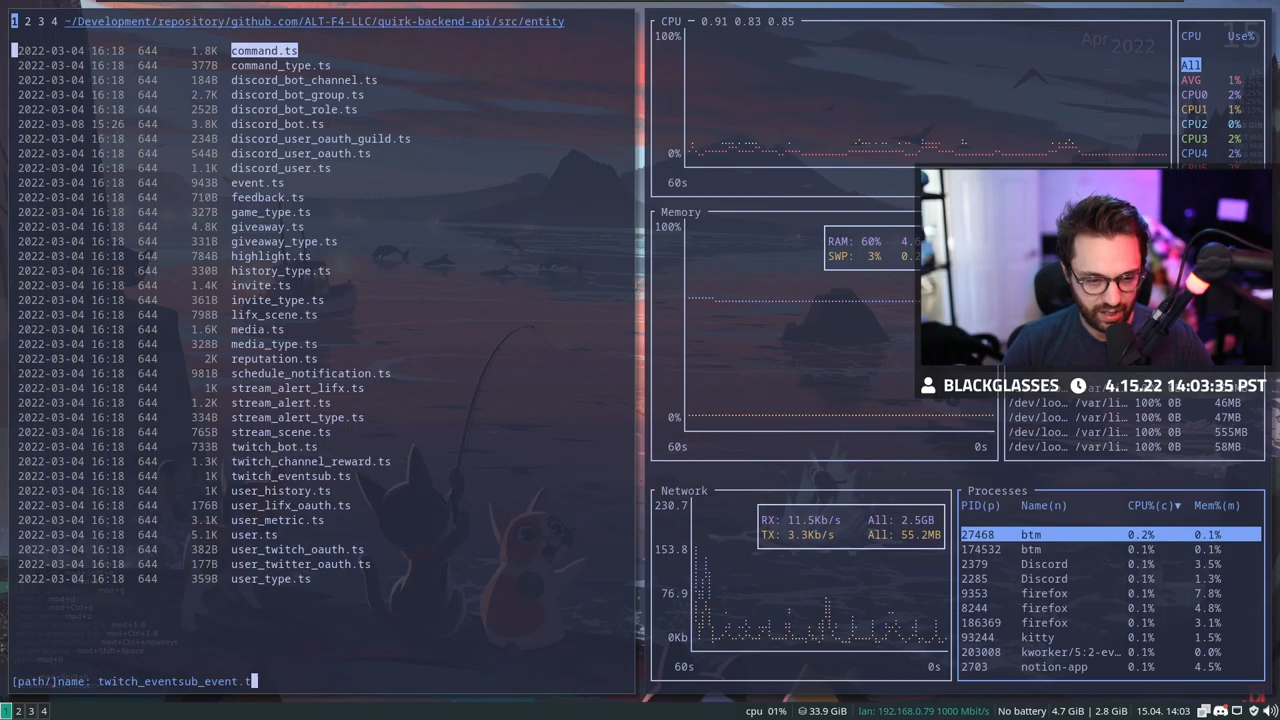 1 2 3 4 ~/Development/repository/github.com/ALT-F4-LLC/quirk-backend-api/src/entity
2022-03-04 16:18 644 1.8K command.ts
2022-03-04 16:18 644 377B command_type.ts
2022-03-04 16:18 644 184B discord_bot_channel.ts
2022-03-04 16:18 644 2.7K discord_bot_group.ts
2022-03-04 16:18 644 252B discord_bot_role.ts
2022-03-08 15:26 644 3.8K discord_bot.ts
2022-03-04 16:18 644 234B discord_user_oauth_guild.ts
2022-03-04 16:18 644 544B discord_user_oauth.ts
2022-03-04 16:18 644 1.1K discord_user.ts
2022-03-04 16:18 644 943B event.ts
2022-03-04 16:18 644 710B feedback.ts
2022-03-04 16:18 644 327B game_type.ts
2022-03-04 16:18 644 4.8K giveaway.ts
2022-03-04 16:18 644 331B giveaway_type.ts
2022-03-04 16:18 644 784B highlight.ts
2022-03-04 16:18 644 330B history_type.ts
2022-03-04 16:18 644 1.4K invite.ts
2022-03-04 16:18 644 361B invite_type.ts
2022-03-04 16:18 644 798B lifx_scene.ts
2022-03-04 16:18 644 1.6K media.ts
2022-03-04 16:18 644 328B media_type.ts
2022-03-04 16:18 644 2K reputation.ts
2022-03-04 16:18 644 981B schedule_notification.ts
2022-03-04 16:18 644 1K stream_alert_lifx.ts
2022-03-04 16:18 644 1.2K stream_alert.ts
2022-03-04 16:18 644 334B stream_alert_type.ts
2022-03-04 16:18 644 765B stream_scene.ts
2022-03-04 16:18 644 733B twitch_bot.ts
2022-03-04 16:18 644 1.3K twitch_channel_reward.ts
2022-03-04 16:18 644 1K twitch_eventsub.ts
2022-03-04 16:18 644 1K user_history.ts
2022-03-04 16:18 644 176B user_lifx_oauth.ts
2022-03-04 16:18 644 3.1K user_metric.ts
2022-03-04 16:18 644 5.1K user.ts
2022-03-04 16:18 644 382B user_twitch_oauth.ts
2022-03-04 16:18 644 177B user_twitter_oauth.ts
2022-03-04 16:18 644 359B user_type.ts
[path/]name: twitch_eventsub_event.t
CPU — 0.91 0.83 0.85
100%
0%
60s
Apr 2022
15
CPU Use%
All
AVG 1%
CPU0 2%
CPU1 1%
CPU2 0%
CPU3 2%
CPU4 2%
Memory
100%
RAM: 60% 4.6
SWP: 3% 0.2
0%
60s 0s
BLACKGLASSES 4.15.22 14:03:35 PST
/dev/loo… /var/li… 100% 0B 46MB
/dev/loo… /var/li… 100% 0B 47MB
/dev/loo… /var/li… 100% 0B 555MB
/dev/loo… /var/li… 100% 0B 58MB
Network
230.7
153.8
76.9
0Kb
RX: 11.5Kb/s All: 2.5GB
TX: 3.3Kb/s All: 55.2MB
60s 0s
Processes
PID(p) Name(n) CPU%(c)▼ Mem%(m)
27468 btm 0.2% 0.1%
174532 btm 0.1% 0.1%
2379 Discord 0.1% 3.5%
2285 Discord 0.1% 1.3%
9353 firefox 0.1% 7.8%
8244 firefox 0.1% 4.8%
186369 firefox 0.1% 3.1%
93244 kitty 0.1% 1.5%
203008 kworker/5:2-ev… 0.1% 0.0%
2703 notion-app 0.1% 4.5%
1 2 3 4
cpu 01% 33.9 GiB lan: 192.168.0.79 1000 Mbit/s No battery 4.7 GiF | 2.8 GiB 15.04. 14:03